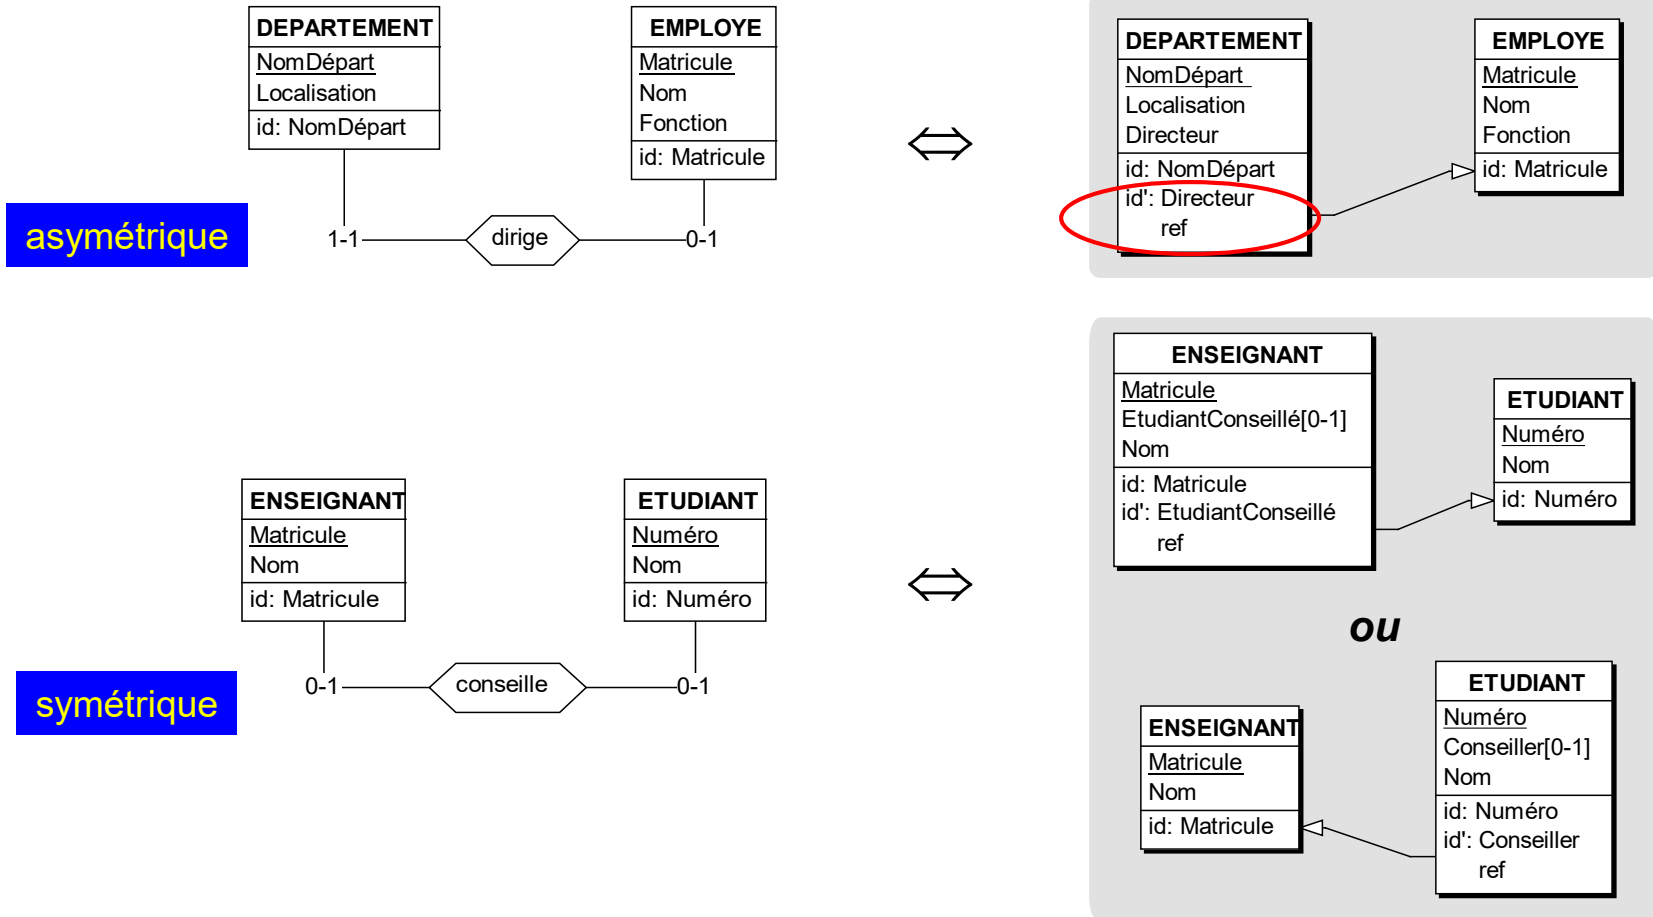 DEPARTEMENT
NomDépart
Localisation
id: NomDépart
EMPLOYE
Matricule
Nom
Fonction
id: Matricule
asymétrique
1-1
dirige
0-1
DEPARTEMENT
NomDépart
Localisation
Directeur
id: NomDépart
id': Directeur
ref
EMPLOYE
Matricule
Nom
Fonction
id: Matricule
ENSEIGNANT
Matricule
Nom
id: Matricule
ETUDIANT
Numéro
Nom
id: Numéro
symétrique
0-1
conseille
0-1
ENSEIGNANT
Matricule
EtudiantConseillé[0-1]
Nom
id: Matricule
id': EtudiantConseillé
ref
ETUDIANT
Numéro
Nom
id: Numéro
ou
ENSEIGNANT
Matricule
Nom
id: Matricule
ETUDIANT
Numéro
Conseiller[0-1]
Nom
id: Numéro
id': Conseiller
ref